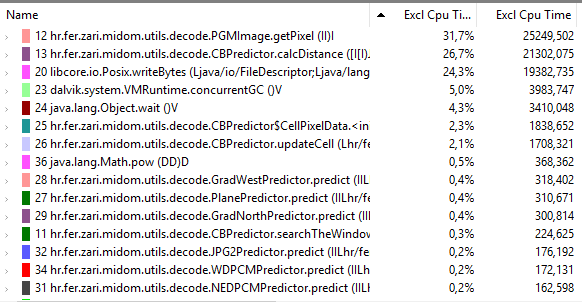 Name Excl Cpu Ti... Excl Cpu Time
12 hr.fer.zari.midom.utils.decode.PGMImage.getPixel (II)I 31,7% 25249,502
13 hr.fer.zari.midom.utils.decode.CBPredictor.calcDistance ([I[I). 26,7% 21302,075
20 libcore.io.Posix.writeBytes (Ljava/io/FileDescriptor;Ljava/lang 24,3% 19382,735
23 dalvik.system.VMRuntime.concurrentGC ()V 5,0% 3983,747
24 java.lang.Object.wait ()V 4,3% 3410,048
25 hr.fer.zari.midom.utils.decode.CBPredictor$CellPixelData.<in 2,3% 1838,652
26 hr.fer.zari.midom.utils.decode.CBPredictor.updateCell (Lhr/fe 2,1% 1708,321
36 java.lang.Math.pow (DD)D 0,5% 368,362
28 hr.fer.zari.midom.utils.decode.GradWestPredictor.predict (IILh 0,4% 318,402
27 hr.fer.zari.midom.utils.decode.PlanePredictor.predict (IILhr/fe 0,4% 310,671
29 hr.fer.zari.midom.utils.decode.GradNorthPredictor.predict (IIL 0,4% 300,814
11 hr.fer.zari.midom.utils.decode.CBPredictor.searchTheWindow 0,3% 224,625
32 hr.fer.zari.midom.utils.decode.JPG2Predictor.predict (IILhr/fe 0,2% 176,192
34 hr.fer.zari.midom.utils.decode.WDPCMPredictor.predict (IILh 0,2% 172,131
31 hr.fer.zari.midom.utils.decode.NEDPCMPredictor.predict (IILh 0,2% 162,598